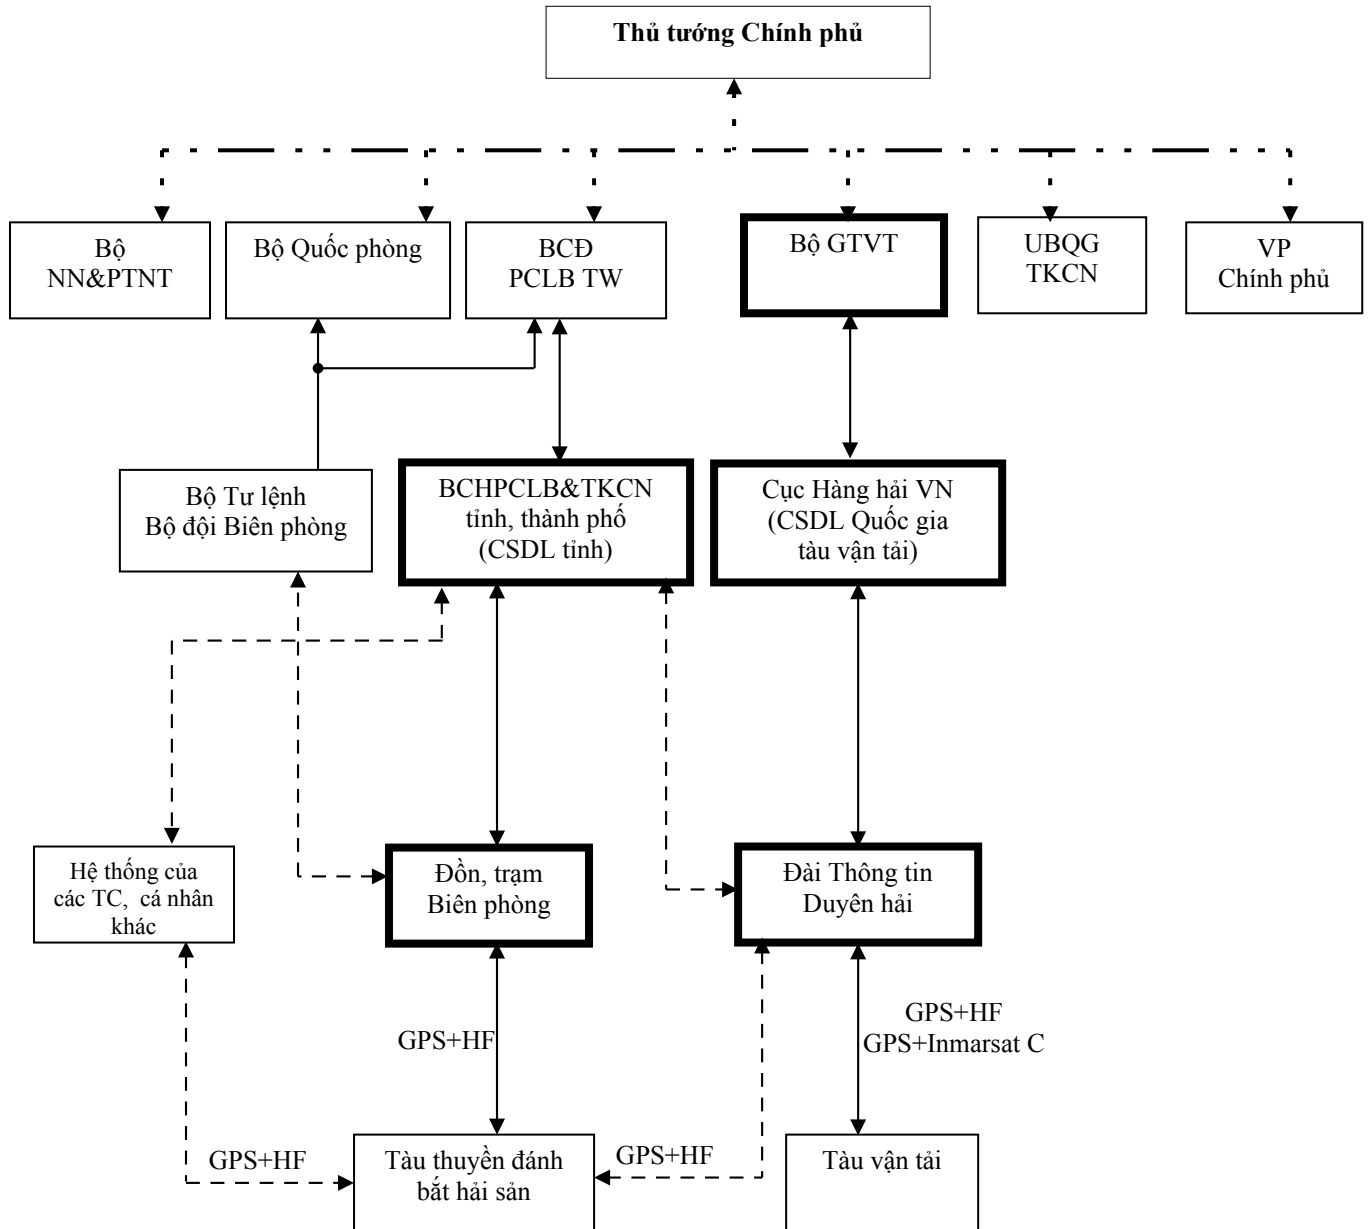 Thủ tướng Chính phủ
Bộ
NN&PTNT
Bộ Quốc phòng
BCĐ
PCLB TW
Bộ GTVT
UBQG
TKCN
VP
Chính phủ
Bộ Tư lệnh
Bộ đội Biên phòng
BCHPCLB&TKCN
tỉnh, thành phố
(CSDL tỉnh)
Cục Hàng hải VN
(CSDL Quốc gia
tàu vận tải)
Hệ thống của
các TC, cá nhân
khác
Đồn, trạm
Biên phòng
Đài Thông tin
Duyên hải
GPS+HF
GPS+HF
GPS+Inmarsat C
GPS+HF
Tàu thuyền đánh
bắt hải sản
GPS+HF
Tàu vận tải